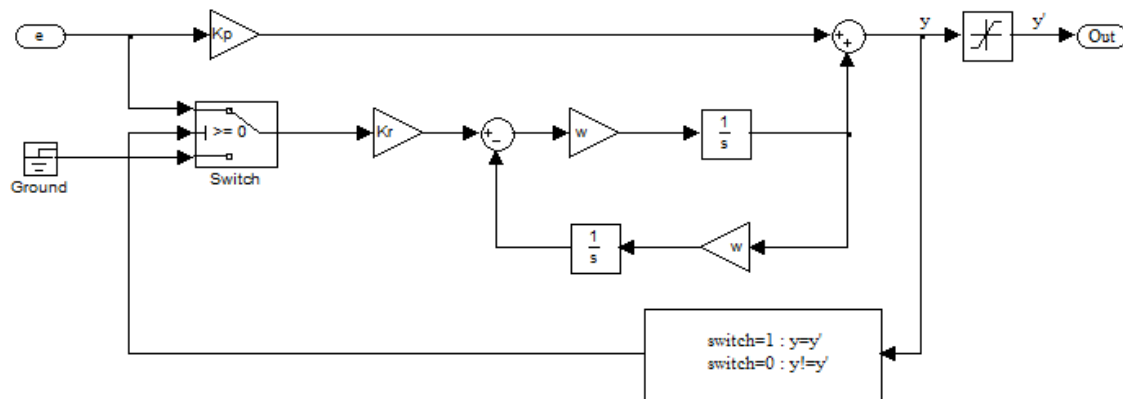 e
Kp
+
+
y
y'
Out
>= 0
Switch
Ground
Kr
+
−
w
1
s
1
s
w
switch=1 : y=y'
switch=0 : y!=y'